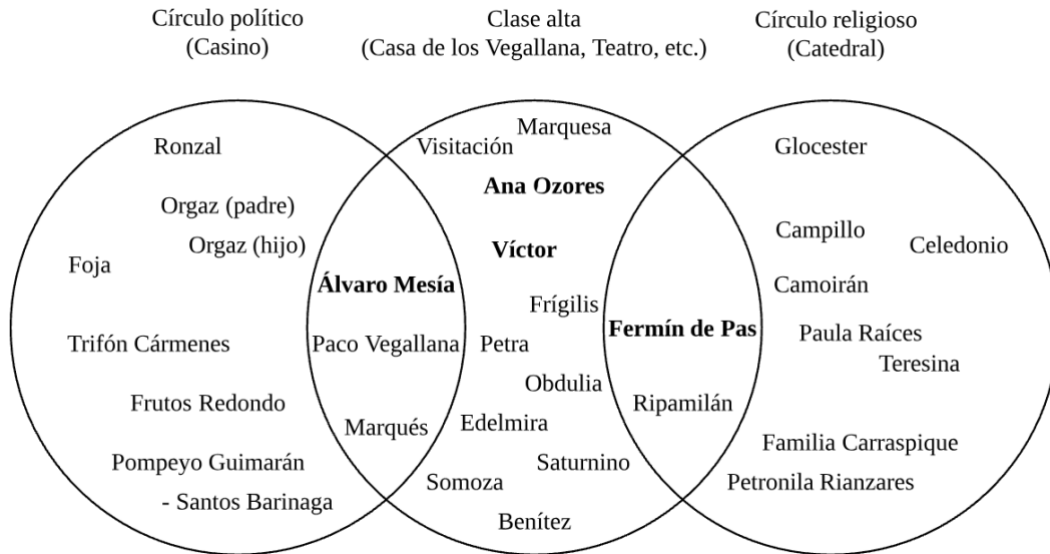 Círculo político
(Casino)
Clase alta
(Casa de los Vegallana, Teatro, etc.)
Círculo religioso
(Catedral)
Ronzal
Orgaz (padre)
Orgaz (hijo)
Foja
Trifón Cármenes
Frutos Redondo
Pompeyo Guimarán
- Santos Barinaga
Álvaro Mesía
Paco Vegallana
Marqués
Marquesa
Visitación
Ana Ozores
Víctor
Frígilis
Petra
Obdulia
Edelmira
Saturnino
Somoza
Benítez
Fermín de Pas
Ripamilán
Glocester
Campillo
Celedonio
Camoirán
Paula Raíces
Teresina
Familia Carraspique
Petronila Rianzares